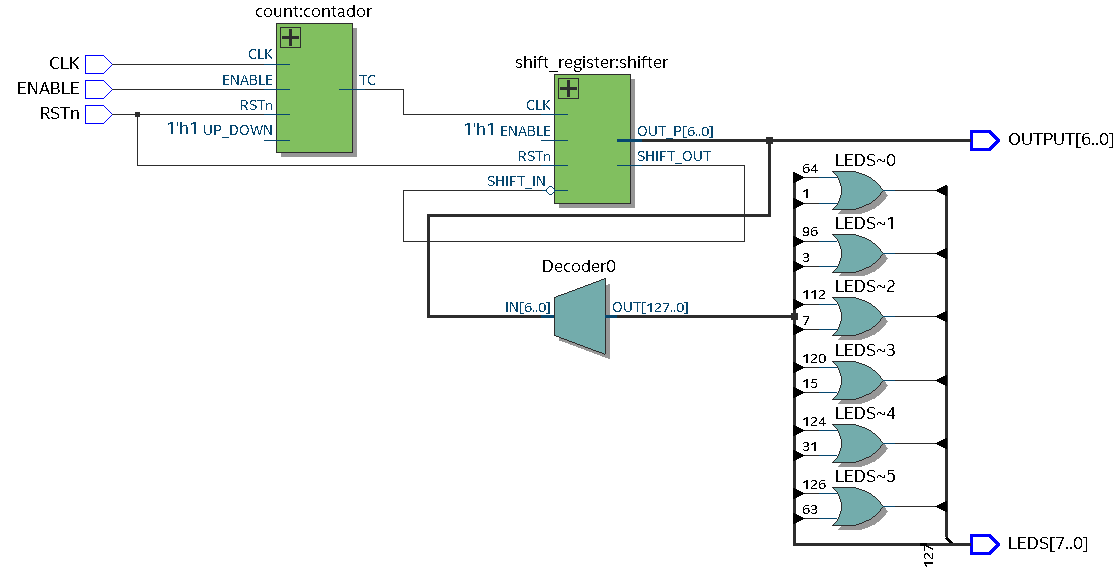 count:contador
CLK
ENABLE
RSTn
CLK
ENABLE
RSTn
1'h1 UP_DOWN
TC
shift_register:shifter
CLK
1'h1 ENABLE
RSTn
SHIFT_IN
OUT_P[6..0]
SHIFT_OUT
OUTPUT[6..0]
Decoder0
IN[6..0]
OUT[127..0]
LEDS~0
64
1
LEDS~1
96
3
LEDS~2
112
7
LEDS~3
120
15
LEDS~4
124
31
LEDS~5
126
63
127
LEDS[7..0]